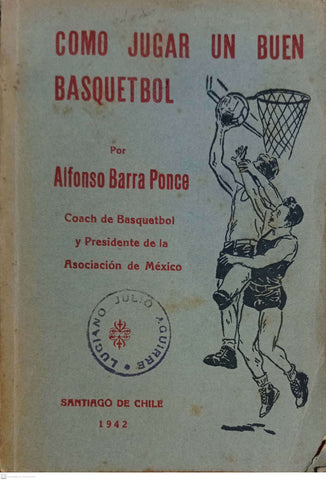 COMO JUGAR UN BUEN
BASQUETBOL
Por
Alfonso Barra Ponce
Coach de Basquetbol
y Presidente de la
Asociación de México
JULIO
LUCIANO AGUIRRE
SANTIAGO DE CHILE
1942